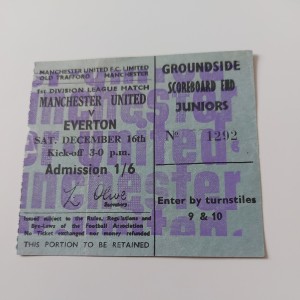 MANCHESTER UNITED F.C. LIMITED
OLD TRAFFORD MANCHESTER
1st DIVISION LEAGUE MATCH
MANCHESTER UNITED
v
EVERTON
SAT. DECEMBER 16th
Kick-off 3-0 p.m.
Admission 1/6
L Olive
Secretary
Issued subject to the Rules, Regulations and
Bye-Laws of the Football Association
No Ticket exchanged nor money refunded
THIS PORTION TO BE RETAINED
GROUNDSIDE
SCOREBOARD END
JUNIORS
No 1292
Enter by turnstiles
9 & 10